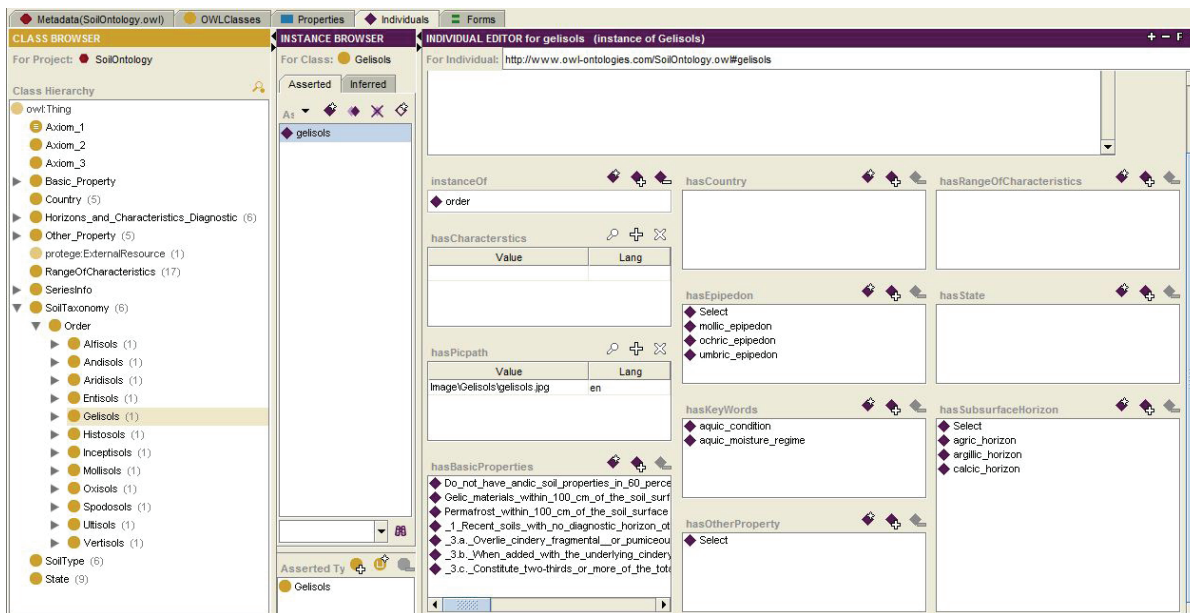 Metadata(SoilOntology.owl) OWLClasses Properties Individuals Forms
CLASS BROWSER
For Project: SoilOntology
Class Hierarchy
owl:Thing
Axiom_1
Axiom_2
Axiom_3
Basic_Property
Country (5)
Horizons_and_Characteristics_Diagnostic (6)
Other_Property (5)
protege:ExternalResource (1)
RangeOfCharacteristics (17)
SeriesInfo
SoilTaxonomy (6)
Order
Alfisols (1)
Andisols (1)
Aridisols (1)
Entisols (1)
Gelisols (1)
Histosols (1)
Inceptisols (1)
Mollisols (1)
Oxisols (1)
Spodosols (1)
Ultisols (1)
Vertisols (1)
SoilType (6)
State (9)
INSTANCE BROWSER
For Class: Gelisols
Asserted Inferred
gelisols
Asserted Ty
Gelisols
INDIVIDUAL EDITOR for gelisols (instance of Gelisols)
For Individual: http://www.owl-ontologies.com/SoilOntology.owl#gelisols
instanceOf
order
hasCharacterstics
Value Lang
hasPicpath
Value Lang
Image\Gelisols\gelisols.jpg en
hasBasicProperties
Do_not_have_andic_soil_properties_in_60_perce
Gelic_materials_within_100_cm_of_the_soil_surf
Permafrost_within_100_cm_of_the_soil_surface
_1_Recent_soils_with_no_diagnostic_horizon_ot
_3.a._Overlie_cindery_fragmental__or_pumiceou
_3.b._When_added_with_the_underlying_cindery
_3.c._Constitute_two-thirds_or_more_of_the_tota
hasCountry
hasEpipedon
Select
mollic_epipedon
ochric_epipedon
umbric_epipedon
hasKeyWords
aquic_condition
aquic_moisture_regime
hasOtherProperty
Select
hasRangeOfCharacteristics
hasState
hasSubsurfaceHorizon
Select
agric_horizon
argillic_horizon
calcic_horizon